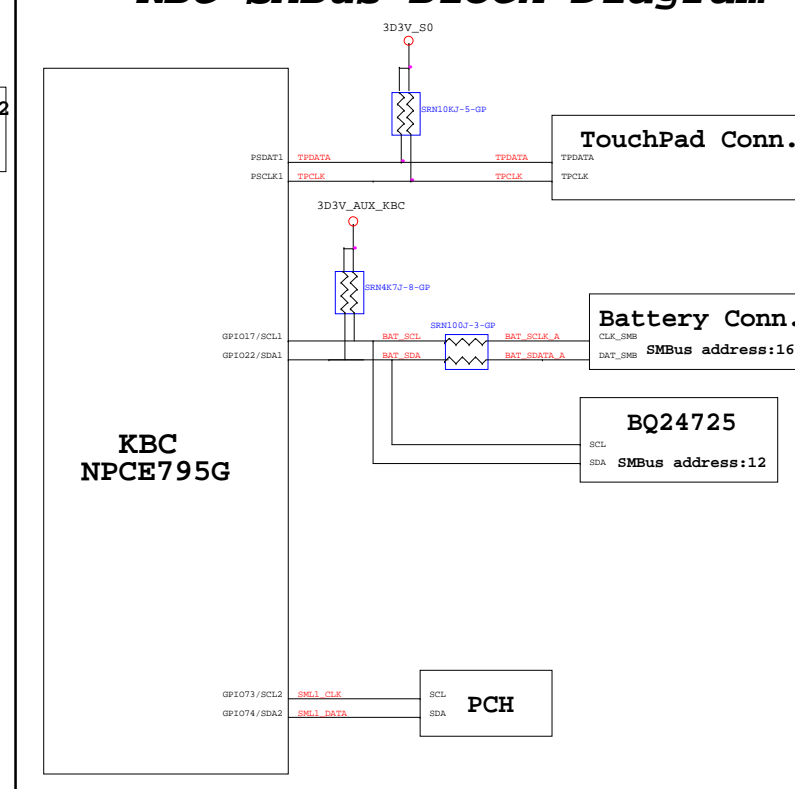 KBC SMBus Block Diagram
2
3D3V_S0
SRN10KJ-5-GP
TouchPad Conn.
PSDAT1 TPDATA TPDATA TPDATA
PSCLK1 TPCLK TPCLK TPCLK
3D3V_AUX_KBC
SRN4K7J-8-GP
SRN100J-3-GP
Battery Conn.
GPIO17/SCL1 BAT_SCL BAT_SCLK_A CLK_SMB
SMBus address:16
GPIO22/SDA1 BAT_SDA BAT_SDATA_A DAT_SMB
BQ24725
SCL
SDA SMBus address:12
KBC
NPCE795G
GPIO73/SCL2 SML1_CLK SCL
PCH
GPIO74/SDA2 SML1_DATA SDA